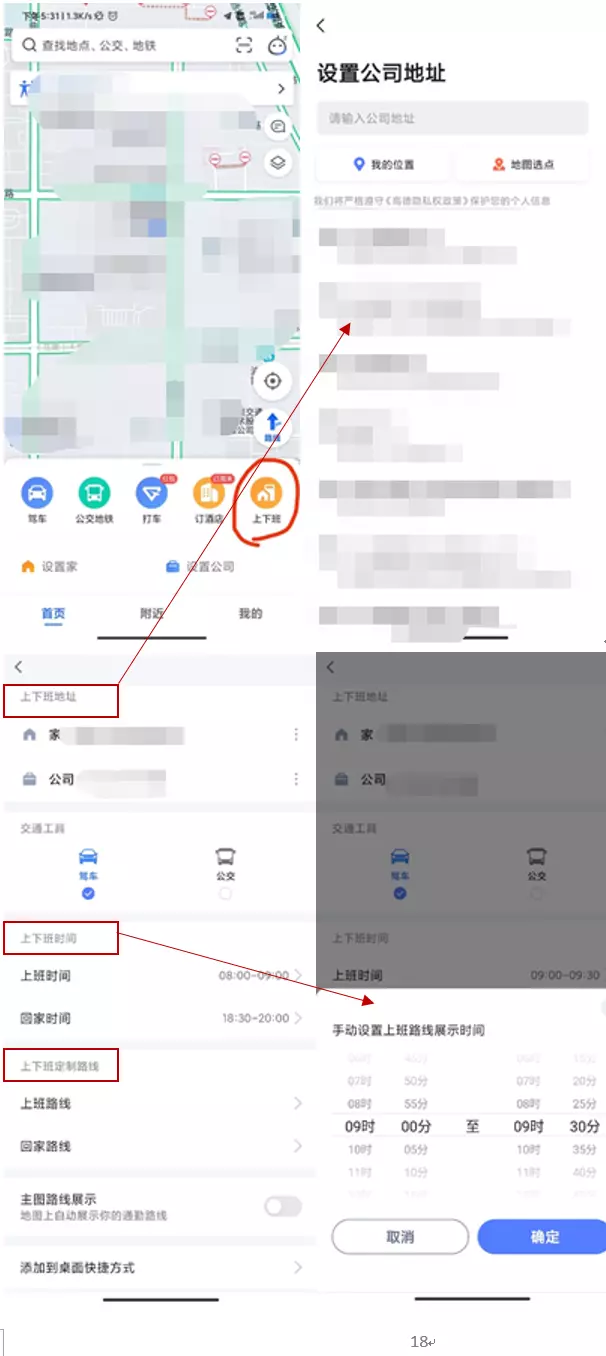 下午5:31|1.3K/s
查找地点、公交、地铁
路线
驾车
公交地铁
打车
订酒店
上下班
设置家
设置公司
首页
附近
我的
设置公司地址
请输入公司地址
我的位置
地图选点
我们将严格遵守《高德隐私权政策》保护您的个人信息
上下班地址
家
公司
交通工具
驾车
公交
上下班时间
上班时间
08:00-09:00
回家时间
18:30-20:00
上下班定制路线
上班路线
回家路线
主图路线展示
地图上自动展示你的通勤路线
添加到桌面快捷方式
上下班地址
家
公司
交通工具
驾车
公交
上下班时间
上班时间
09:00-09:30
手动设置上班路线展示时间
07时 50分 07时 20分
08时 55分 08时 25分
09时 00分 至 09时 30分
10时 05分 10时 35分
11时 10分 11时 40分
取消
确定
18